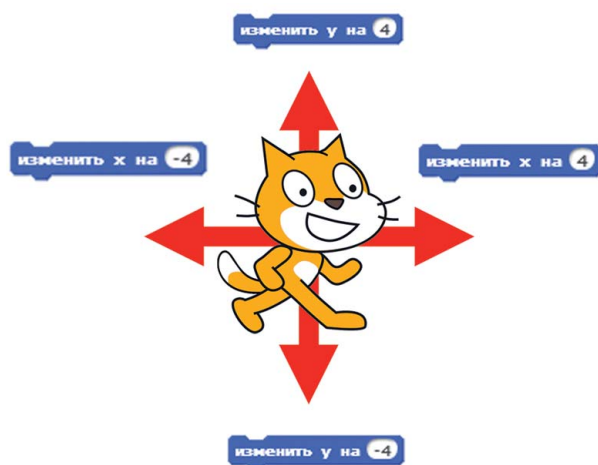 изменить y на 4
изменить x на -4
изменить x на 4
изменить y на -4